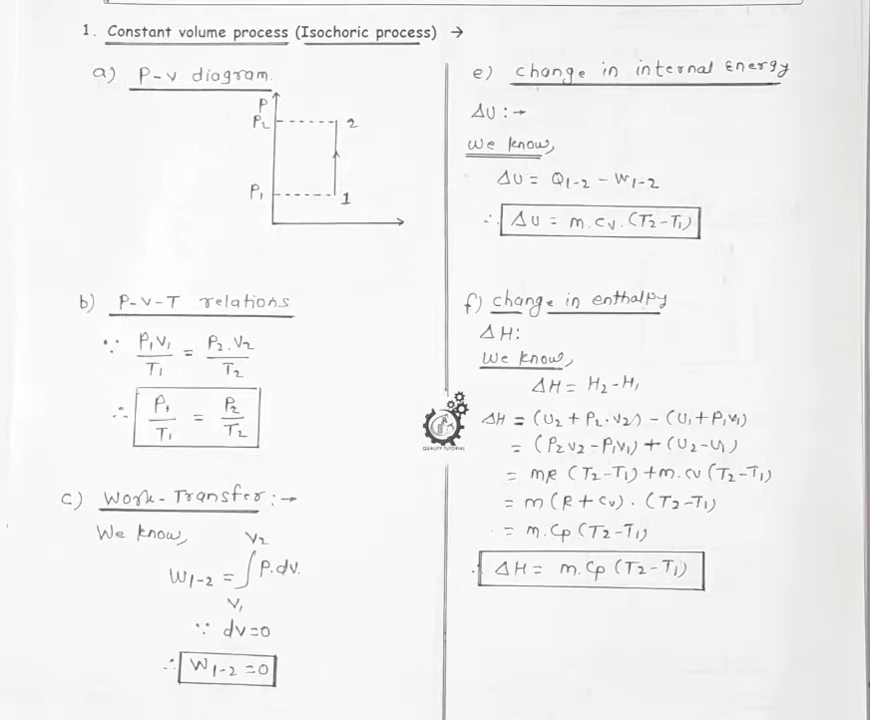 1. Constant volume process (Isochoric process) →
a) P-v diagram.
P
P2 2
P1 1
b) P-v-T relations
∵ P1V1/T1 = P2.V2/T2
∴ P1/T1 = P2/T2
c) Work-Transfer:→
We know,
W1-2 = ∫V1^V2 P.dv.
∵ dv=0
∴ W1-2 = 0
e) change in internal Energy
ΔU:→
We know,
ΔU = Q1-2 - W1-2
∴ ΔU = m.Cv.(T2-T1)
f) change in enthalpy
ΔH:
We know,
ΔH = H2-H1
ΔH = (U2 + P2.V2) - (U1+P1V1)
= (P2V2-P1V1) + (U2-U1)
= mR (T2-T1) + m.Cv (T2-T1)
= m (R + Cv). (T2-T1)
= m.Cp (T2-T1)
∴ ΔH = m.Cp (T2-T1)
QUALITY TUTORIAL